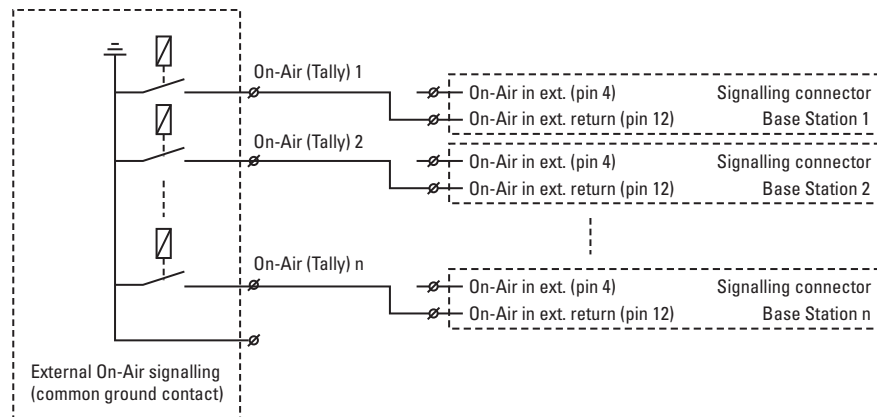 On-Air (Tally) 1
On-Air in ext. (pin 4) Signalling connector
On-Air in ext. return (pin 12) Base Station 1
On-Air (Tally) 2
On-Air in ext. (pin 4) Signalling connector
On-Air in ext. return (pin 12) Base Station 2
On-Air (Tally) n
On-Air in ext. (pin 4) Signalling connector
On-Air in ext. return (pin 12) Base Station n
External On-Air signalling
(common ground contact)